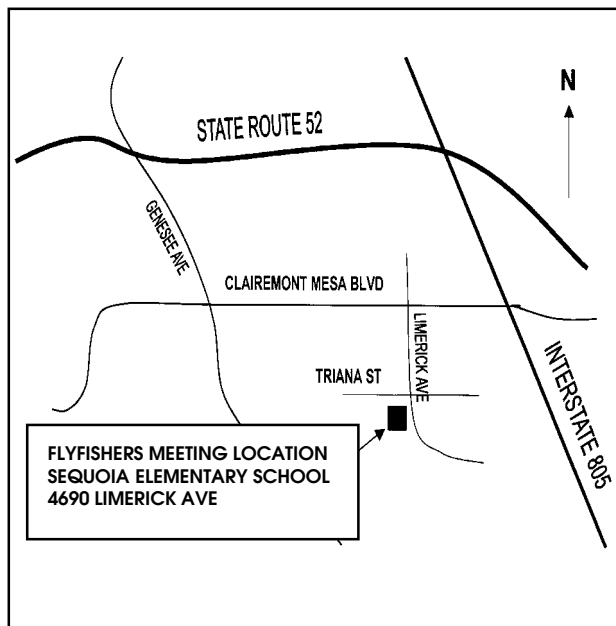 N
STATE ROUTE 52
GENESEE AVE
CLAIREMONT MESA BLVD
LIMERICK AVE
TRIANA ST
INTERSTATE 805
FLYFISHERS MEETING LOCATION
SEQUOIA ELEMENTARY SCHOOL
4690 LIMERICK AVE